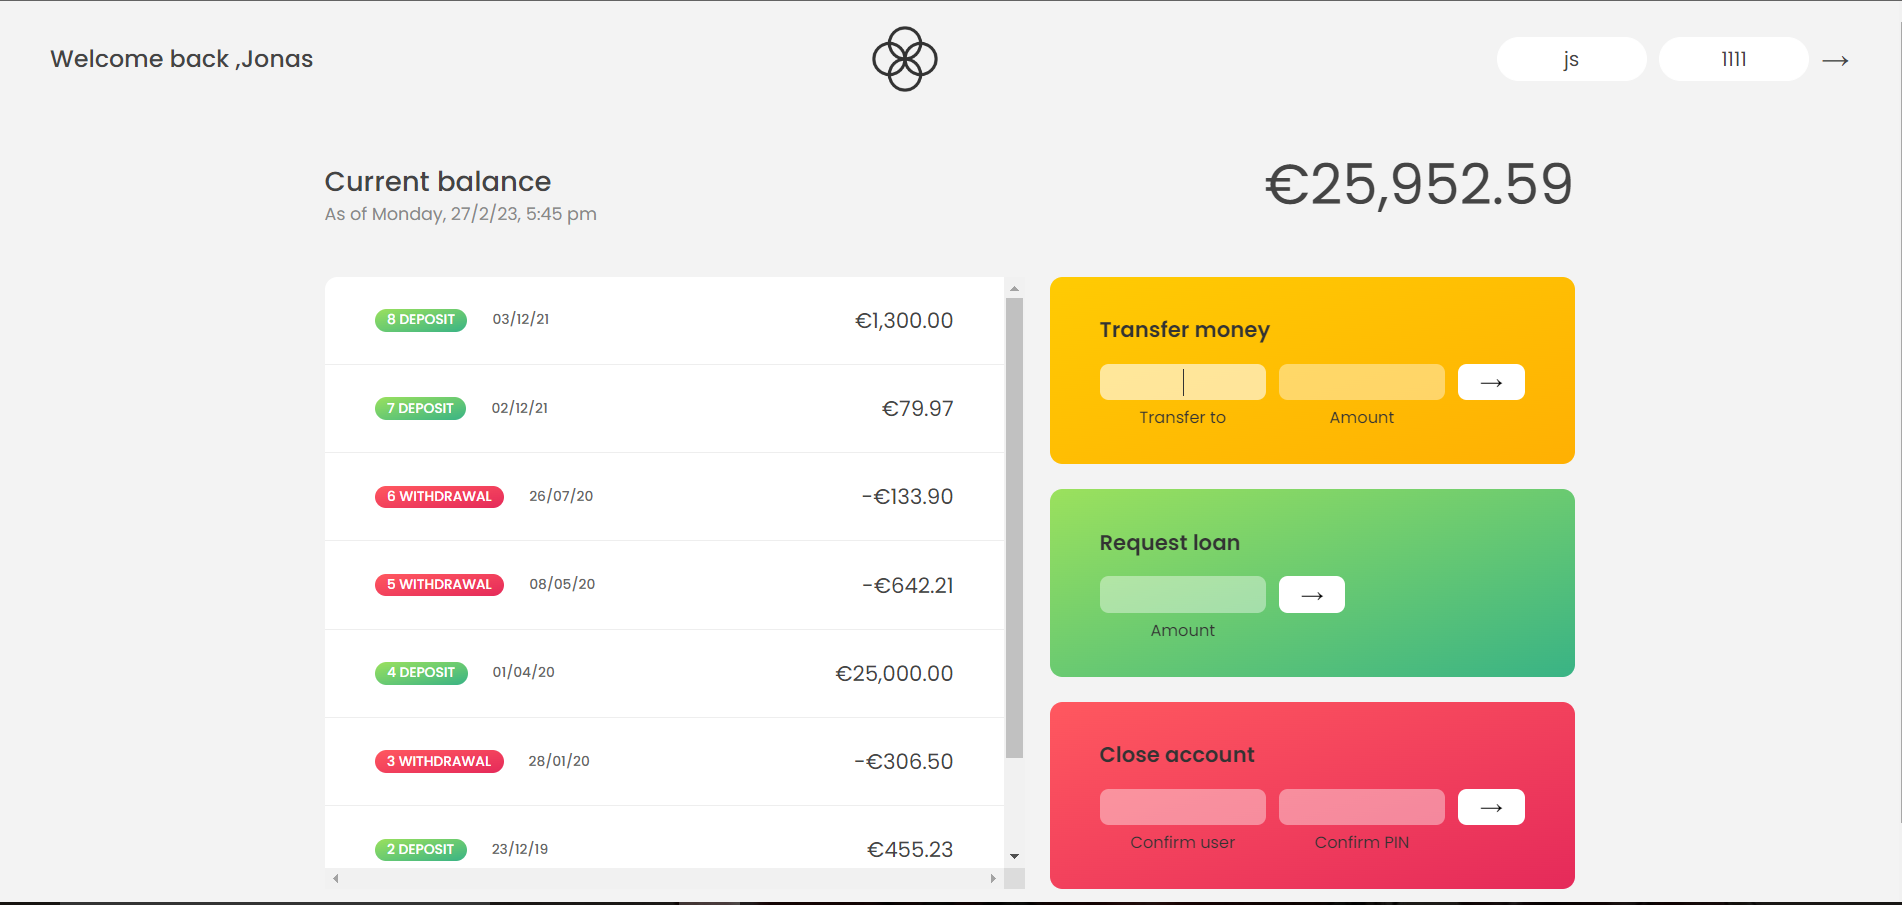 Welcome back ,Jonas
js
1111
→
Current balance
As of Monday, 27/2/23, 5:45 pm
€25,952.59
8 DEPOSIT 03/12/21 €1,300.00
7 DEPOSIT 02/12/21 €79.97
6 WITHDRAWAL 26/07/20 -€133.90
5 WITHDRAWAL 08/05/20 -€642.21
4 DEPOSIT 01/04/20 €25,000.00
3 WITHDRAWAL 28/01/20 -€306.50
2 DEPOSIT 23/12/19 €455.23
Transfer money
→
Transfer to Amount
Request loan
→
Amount
Close account
→
Confirm user Confirm PIN